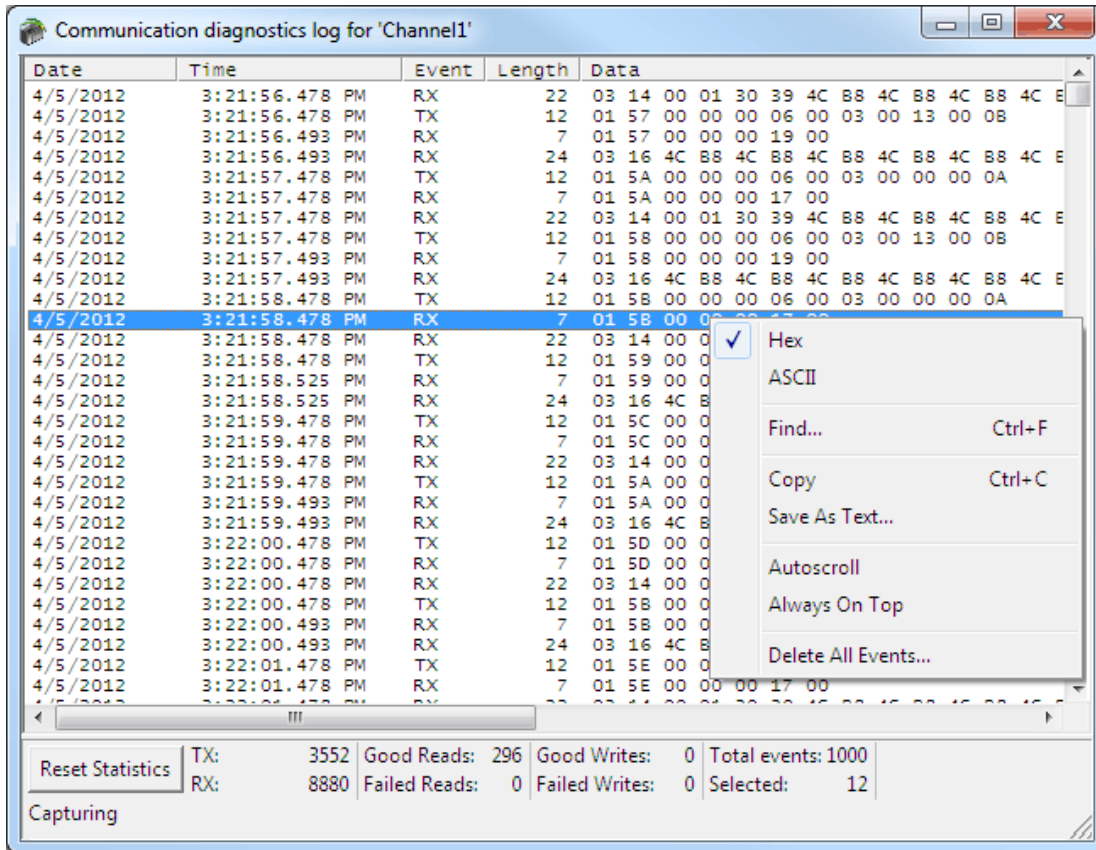 Communication diagnostics log for 'Channel1'
Date Time Event Length Data
4/5/2012 3:21:56.478 PM RX 22 03 14 00 01 30 39 4C B8 4C B8 4C B8 4C
4/5/2012 3:21:56.478 PM TX 12 01 57 00 00 00 06 00 03 00 13 00 0B
4/5/2012 3:21:56.493 PM RX 7 01 57 00 00 00 19 00
4/5/2012 3:21:56.493 PM RX 24 03 16 4C B8 4C B8 4C B8 4C B8 4C B8 4C
4/5/2012 3:21:57.478 PM TX 12 01 5A 00 00 00 06 00 03 00 00 00 0A
4/5/2012 3:21:57.478 PM RX 7 01 5A 00 00 00 17 00
4/5/2012 3:21:57.478 PM RX 22 03 14 00 01 30 39 4C B8 4C B8 4C B8 4C
4/5/2012 3:21:57.478 PM TX 12 01 58 00 00 00 06 00 03 00 13 00 0B
4/5/2012 3:21:57.493 PM RX 7 01 58 00 00 00 19 00
4/5/2012 3:21:57.493 PM RX 24 03 16 4C B8 4C B8 4C B8 4C B8 4C B8 4C
4/5/2012 3:21:58.478 PM TX 12 01 5B 00 00 00 06 00 03 00 00 00 0A
4/5/2012 3:21:58.478 PM RX 7 01 5B 00
4/5/2012 3:21:58.478 PM RX 22 03 14 00
4/5/2012 3:21:58.478 PM TX 12 01 59 00
4/5/2012 3:21:58.525 PM RX 7 01 59 00
4/5/2012 3:21:58.525 PM RX 24 03 16 4C
4/5/2012 3:21:59.478 PM TX 12 01 5C 00
4/5/2012 3:21:59.478 PM RX 7 01 5C 00
4/5/2012 3:21:59.478 PM RX 22 03 14 00
4/5/2012 3:21:59.478 PM TX 12 01 5A 00
4/5/2012 3:21:59.493 PM RX 7 01 5A 00
4/5/2012 3:21:59.493 PM RX 24 03 16 4C
4/5/2012 3:22:00.478 PM TX 12 01 5D 00
4/5/2012 3:22:00.478 PM RX 7 01 5D 00
4/5/2012 3:22:00.478 PM RX 22 03 14 00
4/5/2012 3:22:00.478 PM TX 12 01 5B 00
4/5/2012 3:22:00.493 PM RX 7 01 5B 00
4/5/2012 3:22:00.493 PM RX 24 03 16 4C
4/5/2012 3:22:01.478 PM TX 12 01 5E 00
4/5/2012 3:22:01.478 PM RX 7 01 5E 00 00 00 17 00
Hex
ASCII
Find... Ctrl+F
Copy Ctrl+C
Save As Text...
Autoscroll
Always On Top
Delete All Events...
Reset Statistics
TX: 3552 Good Reads: 296 Good Writes: 0 Total events: 1000
RX: 8880 Failed Reads: 0 Failed Writes: 0 Selected: 12
Capturing